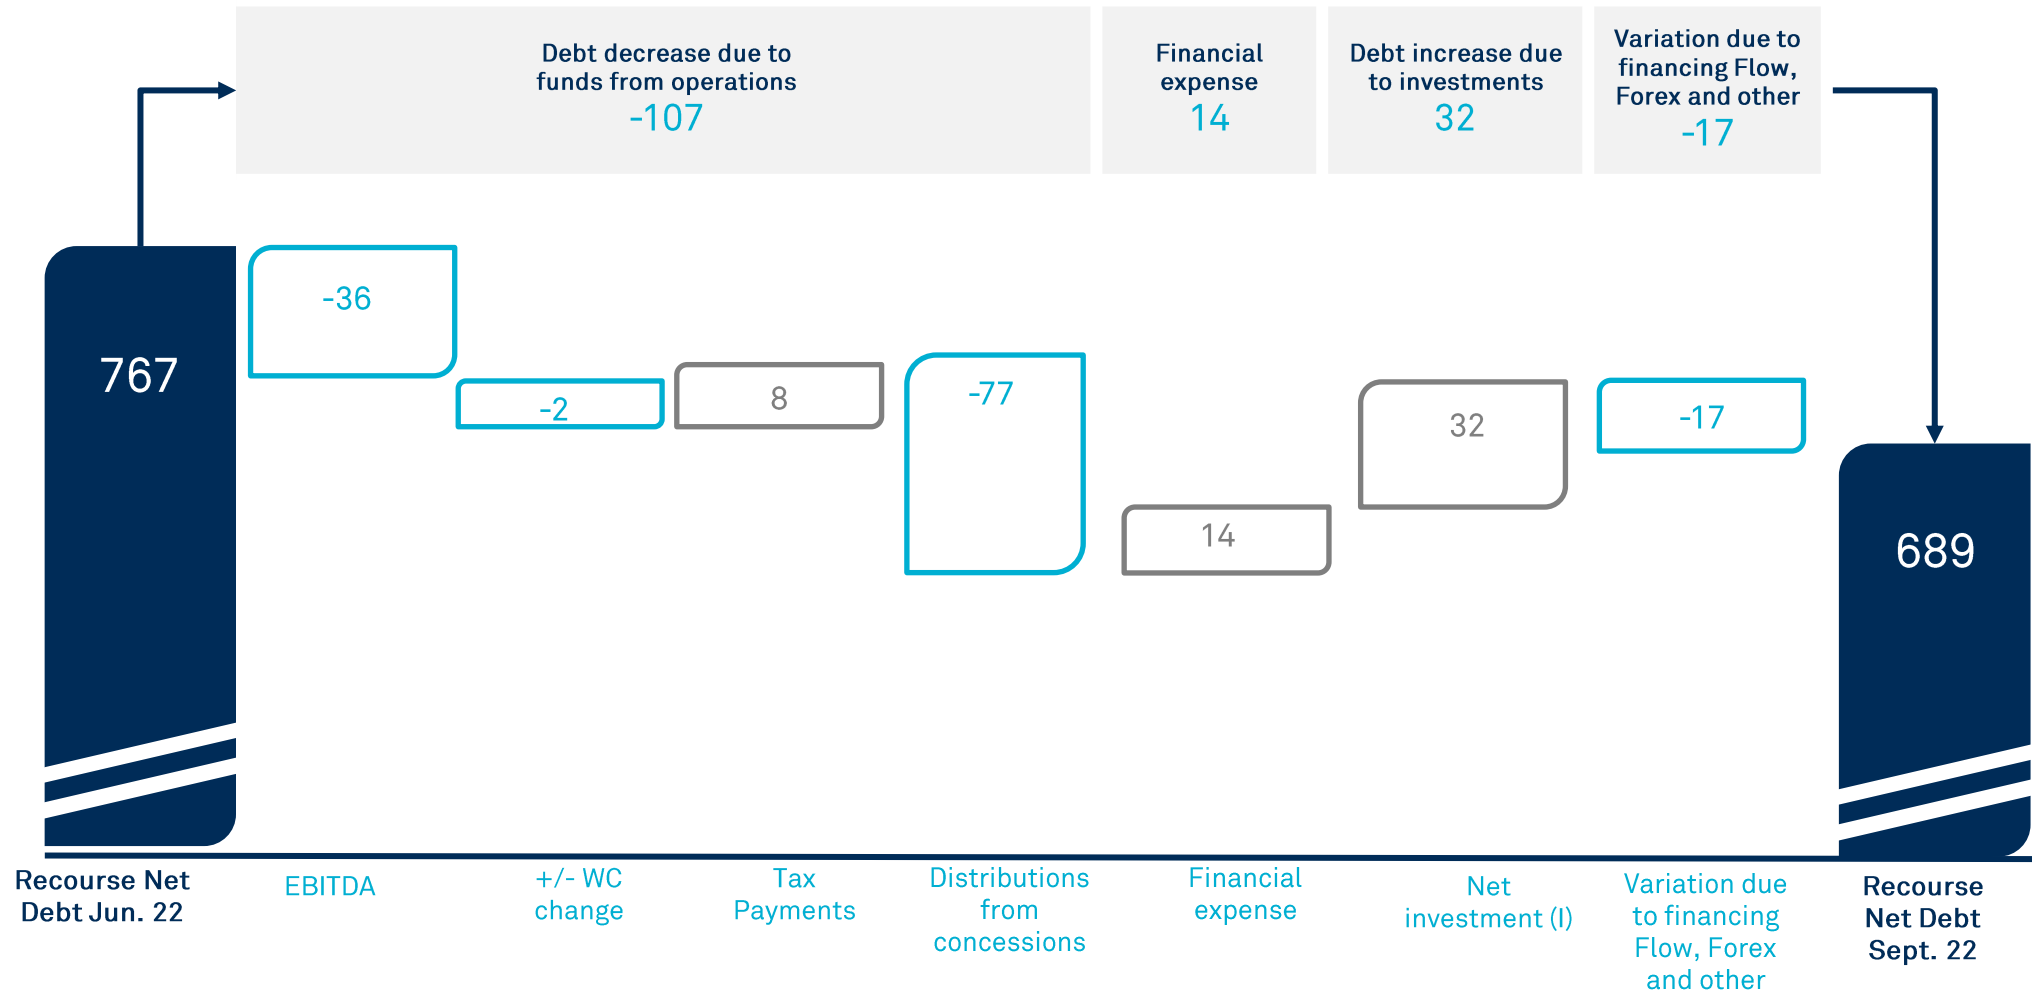 Debt decrease due to
funds from operations
-107
Financial
expense
14
Debt increase due
to investments
32
Variation due to
financing Flow,
Forex and other
-17
767
-36
-2
8
-77
14
32
-17
689
Recourse Net
Debt Jun. 22
EBITDA
+/- WC
change
Tax
Payments
Distributions
from
concessions
Financial
expense
Net
investment (I)
Variation due
to financing
Flow, Forex
and other
Recourse
Net Debt
Sept. 22